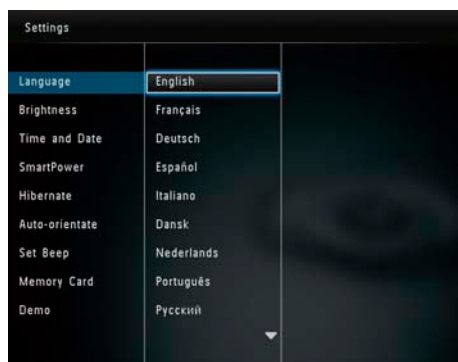 Settings
Language
Brightness
Time and Date
SmartPower
Hibernate
Auto-orientate
Set Beep
Memory Card
Demo
English
Français
Deutsch
Español
Italiano
Dansk
Nederlands
Português
Русский